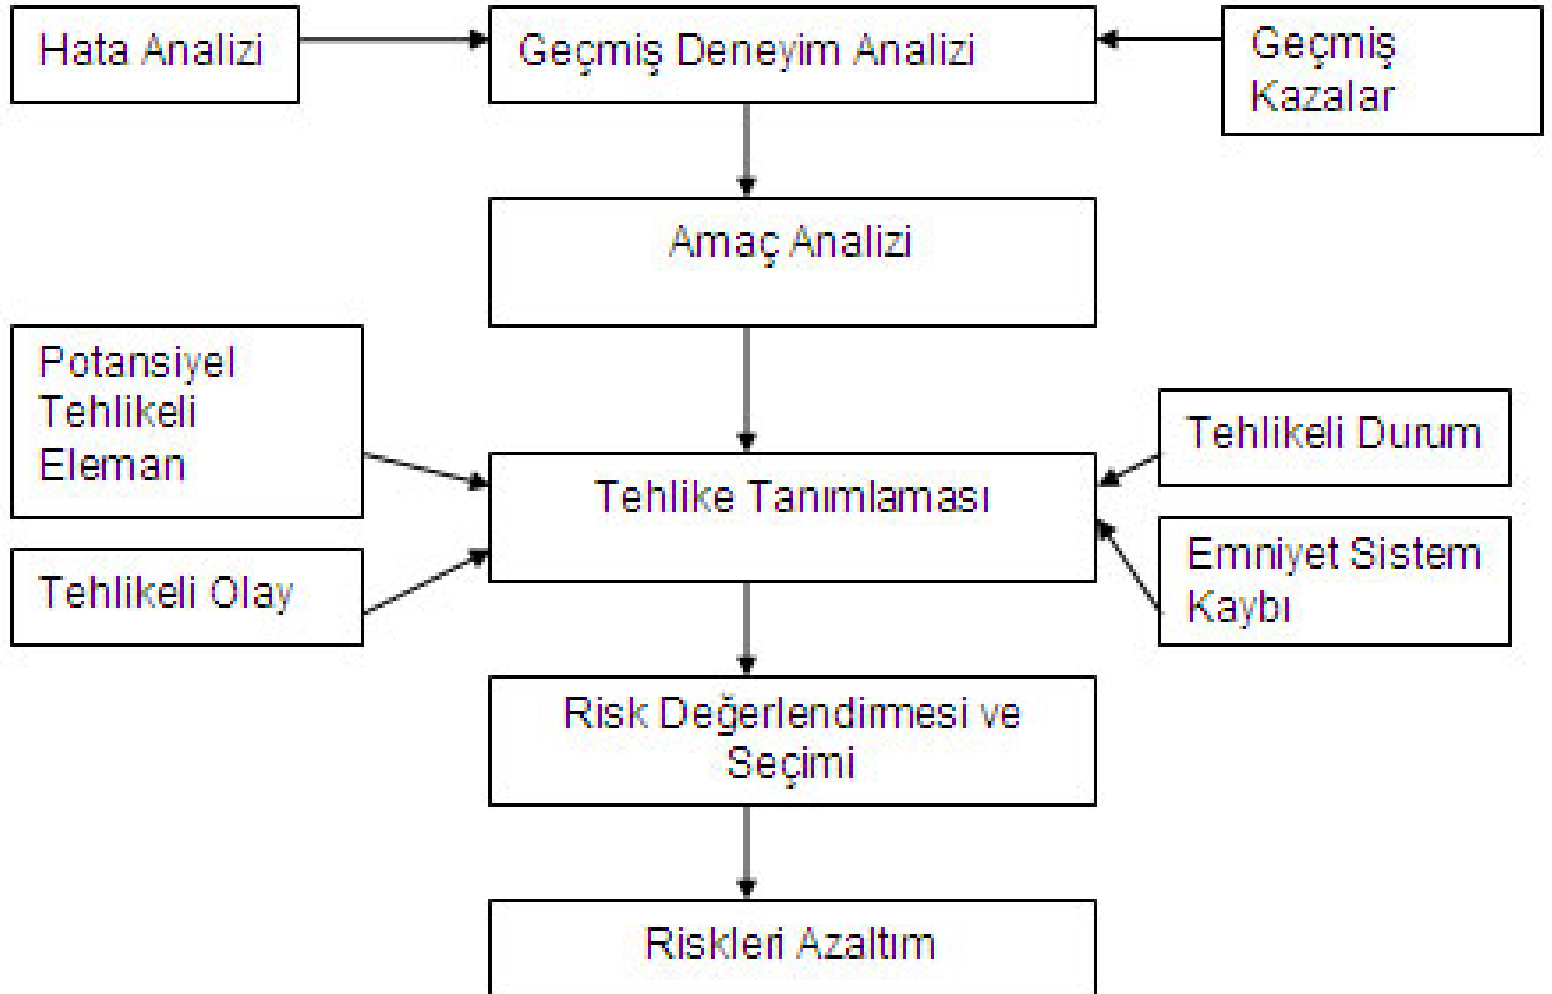 Hata Analizi
Geçmiş Deneyim Analizi
Geçmiş
Kazalar
Amaç Analizi
Potansiyel
Tehlikeli
Eleman
Tehlikeli Durum
Tehlike Tanımlaması
Tehlikeli Olay
Emniyet Sistem
Kaybı
Risk Değerlendirmesi ve
Seçimi
Riskleri Azaltım